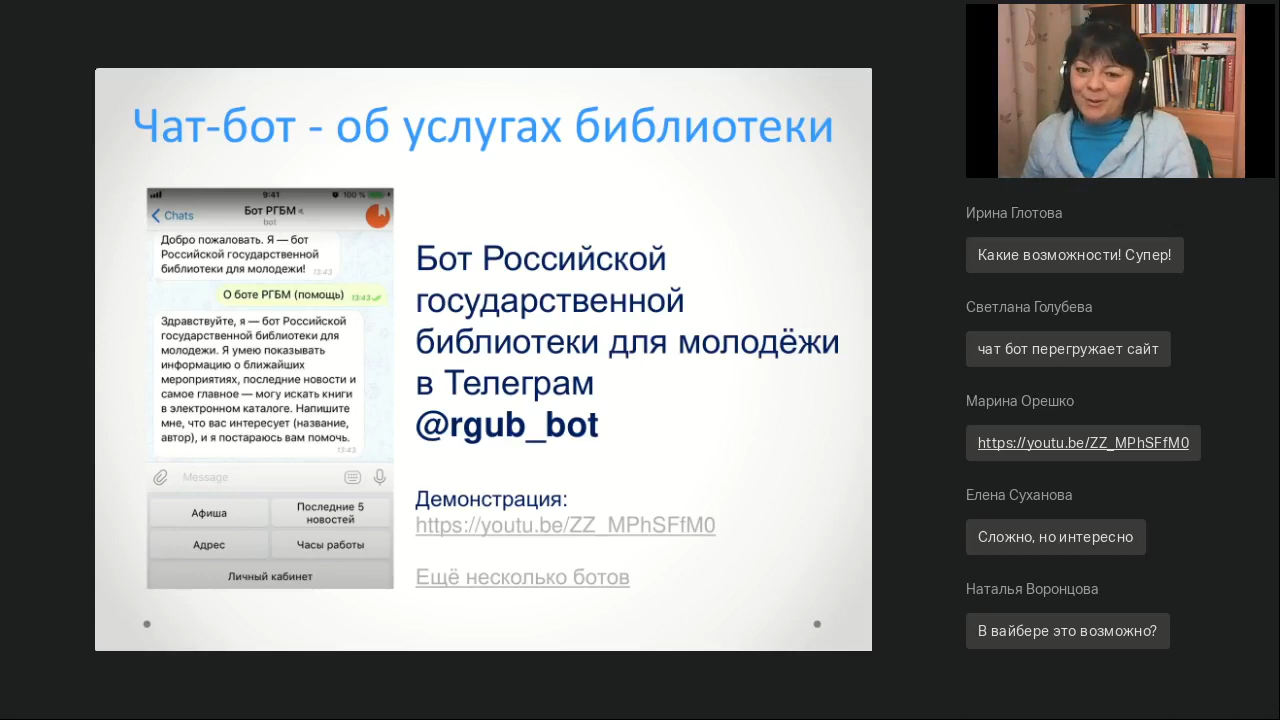 Чат-бот - об услугах библиотеки
9:41
100 %
Chats
Бот РГБМ
bot
Добро пожаловать. Я — бот
Российской государственной
библиотеки для молодежи!
13:43
О боте РГБМ (помощь)
13:43
Здравствуйте, я — бот Российской
государственной библиотеки для
молодежи. Я умею показывать
информацию о ближайших
мероприятиях, последние новости и
самое главное — могу искать книги
в электронном каталоге. Напишите
мне, что вас интересует (название,
автор), и я постараюсь вам помочь.
13:43
Message
Афиша
Последние 5
новостей
Адрес
Часы работы
Личный кабинет
Бот Российской
государственной
библиотеки для молодёжи
в Телеграм
@rgub_bot
Демонстрация:
https://youtu.be/ZZ_MPhSFfM0
Ещё несколько ботов
Ирина Глотова
Какие возможности! Супер!
Светлана Голубева
чат бот перегружает сайт
Марина Орешко
https://youtu.be/ZZ_MPhSFfM0
Елена Суханова
Сложно, но интересно
Наталья Воронцова
В вайбере это возможно?